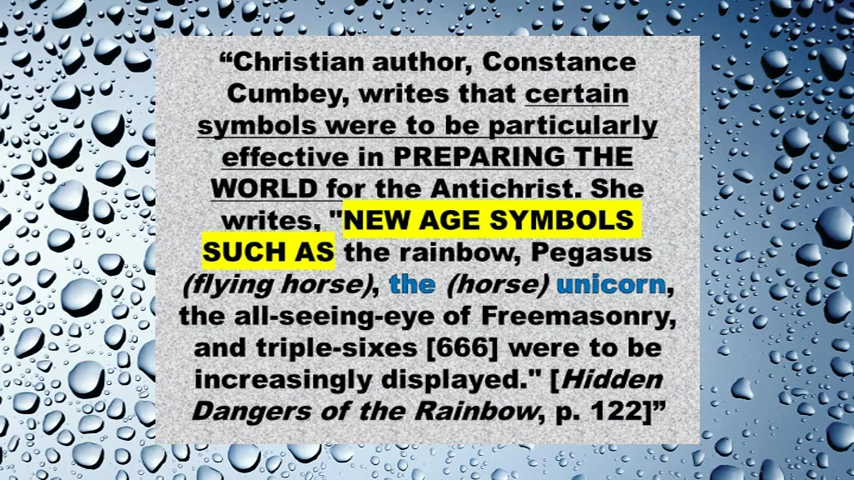 “Christian author, Constance
Cumbey, writes that certain
symbols were to be particularly
effective in PREPARING THE
WORLD for the Antichrist. She
writes, "NEW AGE SYMBOLS
SUCH AS the rainbow, Pegasus
(flying horse), the (horse) unicorn,
the all-seeing-eye of Freemasonry,
and triple-sixes [666] were to be
increasingly displayed." [Hidden
Dangers of the Rainbow, p. 122]”